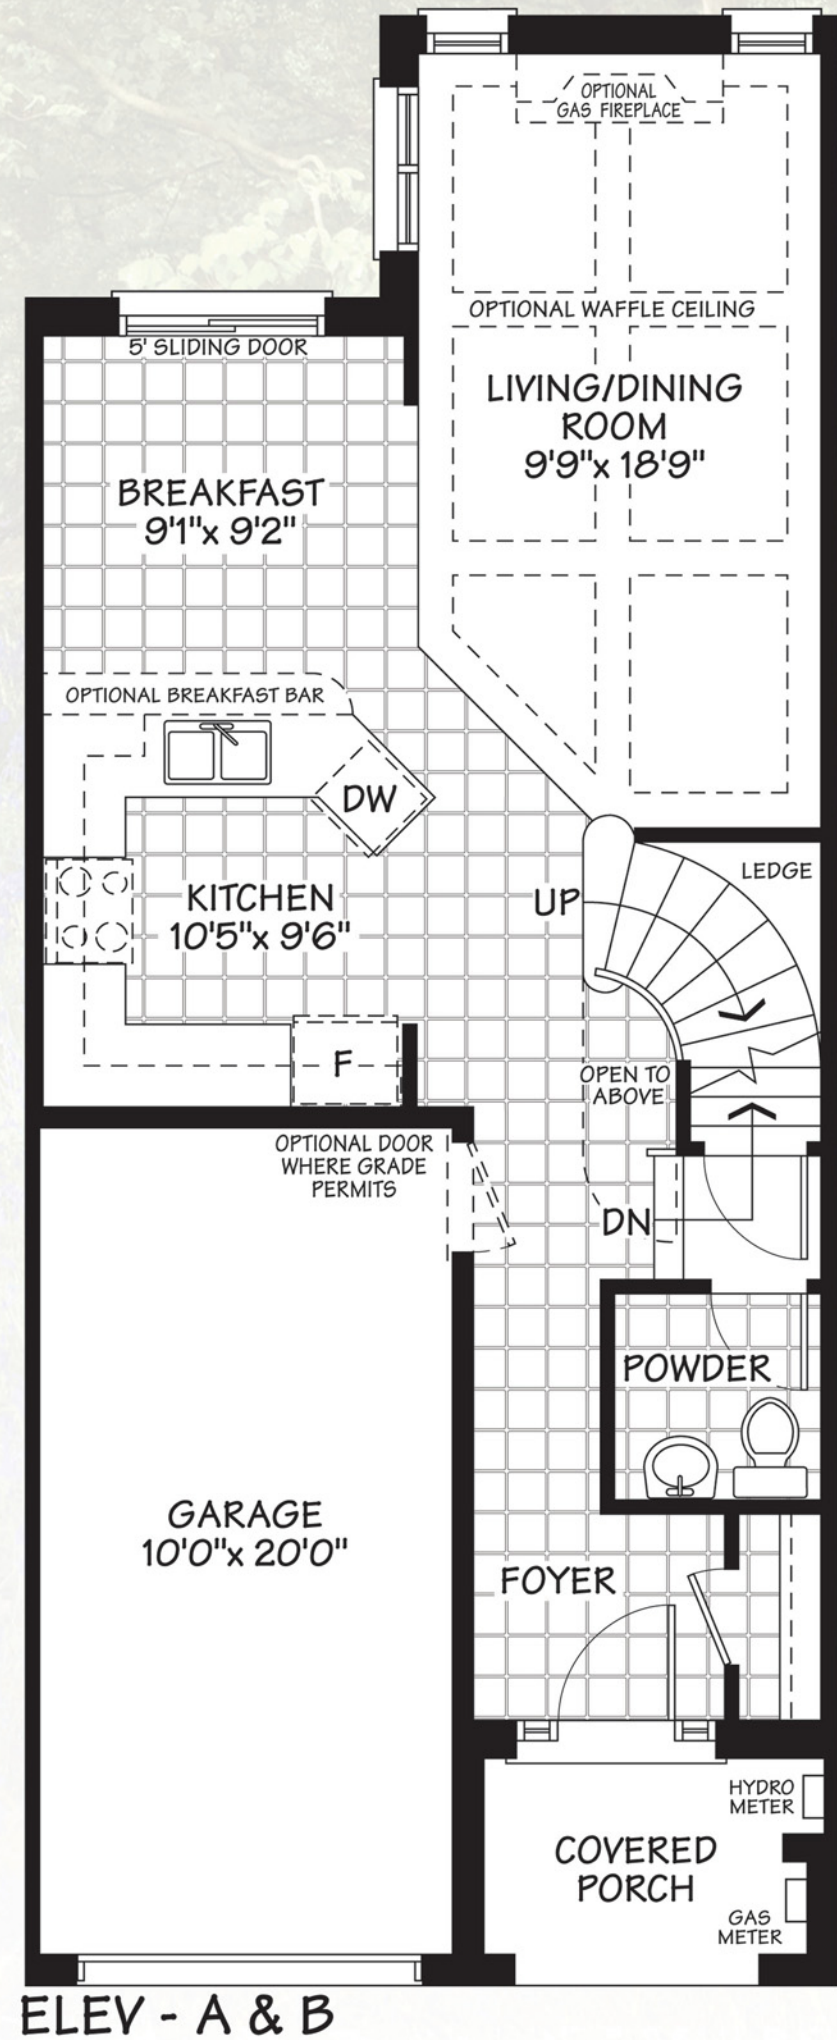 OPTIONAL
GAS FIREPLACE
OPTIONAL WAFFLE CEILING
5' SLIDING DOOR
LIVING/DINING
ROOM
9'9"x 18'9"
BREAKFAST
9'1"x 9'2"
OPTIONAL BREAKFAST BAR
DW
KITCHEN
10'5"x 9'6"
UP
LEDGE
F
OPEN TO
ABOVE
OPTIONAL DOOR
WHERE GRADE
PERMITS
DN
POWDER
GARAGE
10'0"x 20'0"
FOYER
HYDRO
METER
COVERED
PORCH
GAS
METER
ELEV - A & B